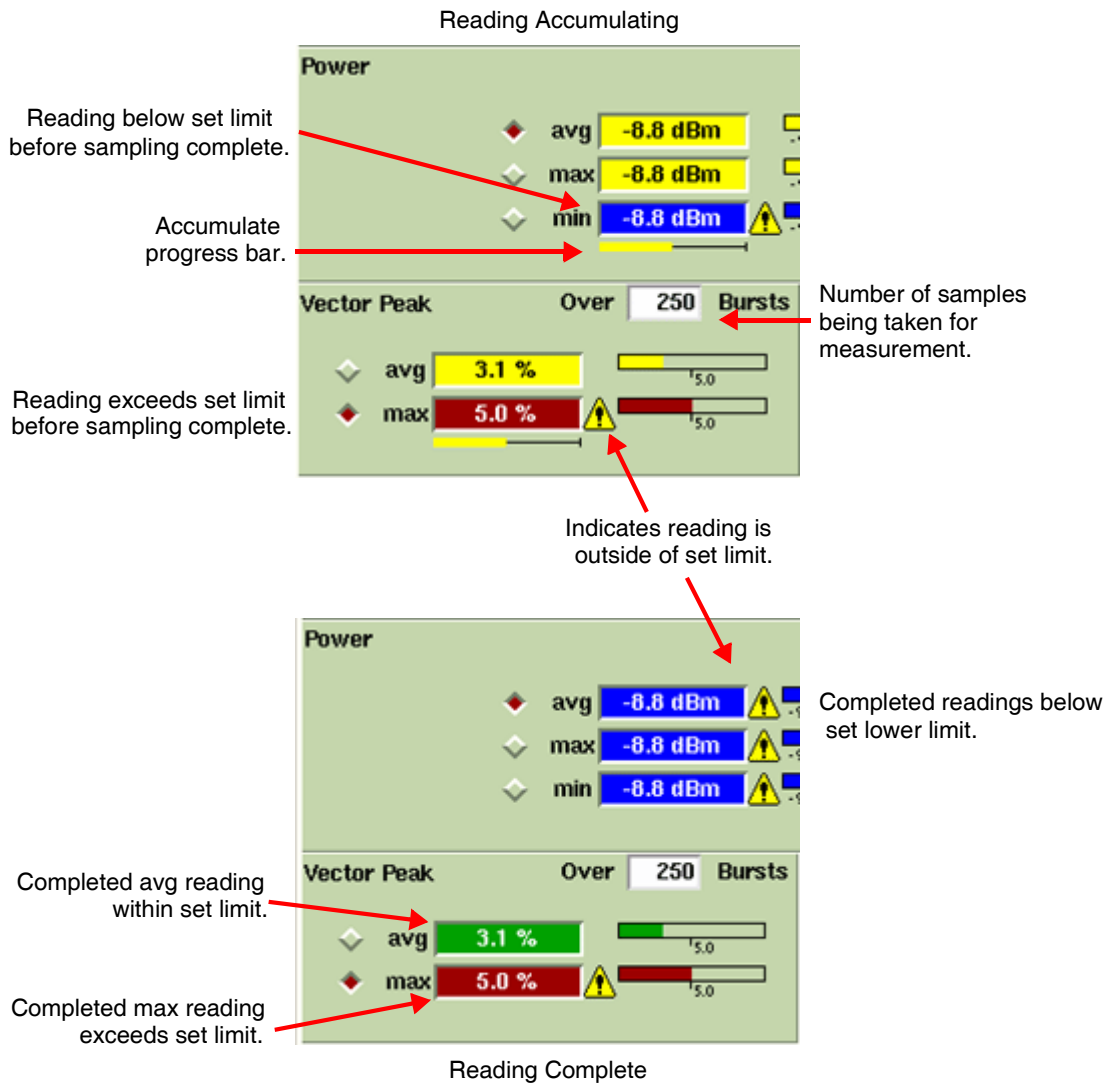 Reading Accumulating
Power
Reading below set limit
before sampling complete.
avg -8.8 dBm
max -8.8 dBm
min -8.8 dBm
Accumulate
progress bar.
Vector Peak Over 250 Bursts
Number of samples
being taken for
measurement.
avg 3.1 % 5.0
Reading exceeds set limit
before sampling complete.
max 5.0 % 5.0
Indicates reading is
outside of set limit.
Power
avg -8.8 dBm
max -8.8 dBm
min -8.8 dBm
Completed readings below
set lower limit.
Vector Peak Over 250 Bursts
Completed avg reading
within set limit.
avg 3.1 % 5.0
max 5.0 % 5.0
Completed max reading
exceeds set limit.
Reading Complete